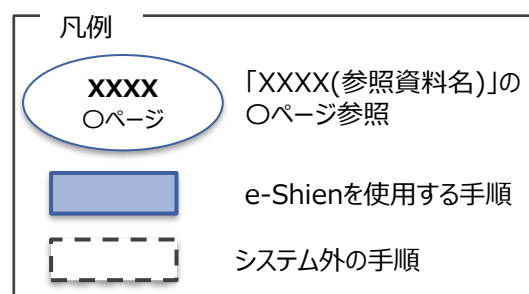 凡例
XXXX
〇ページ
「XXXX(参照資料名)」の
〇ページ参照
e-Shienを使用する手順
システム外の手順